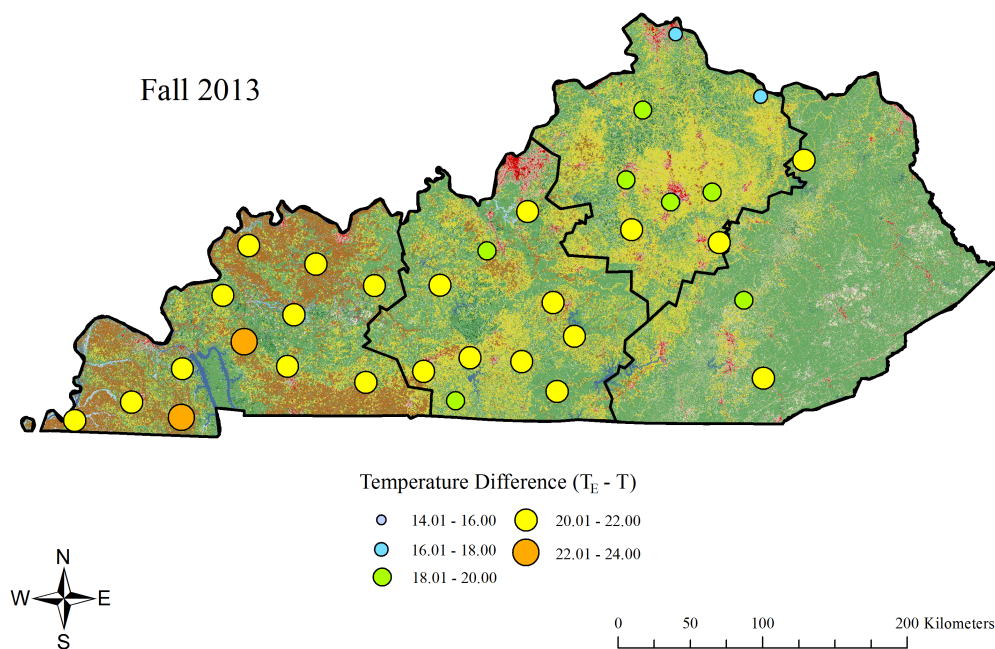 Fall 2013
Temperature Difference (TE - T)
14.01 - 16.00
16.01 - 18.00
18.01 - 20.00
20.01 - 22.00
22.01 - 24.00
N
W E
S
0 50 100 200 Kilometers